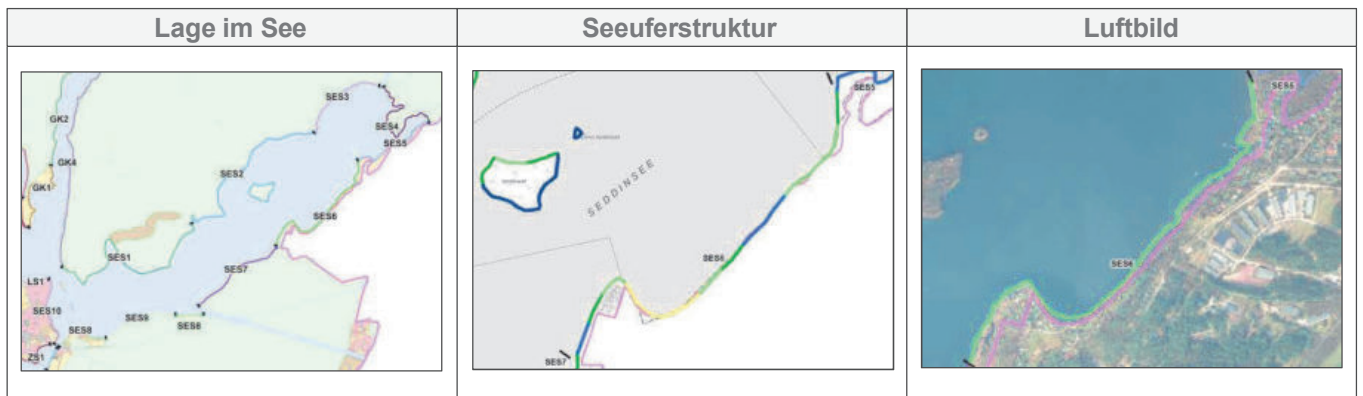 Lage im See
Seeuferstruktur
Luftbild
SES3
GK2
SES4
SES5
GK4
SES2
GK1
SES6
SES1
SES7
LS1
SES9
SES10
SES8
SES8
ZS1
SES5
SEDDINSEE
SES6
SES7
SES5
SES6